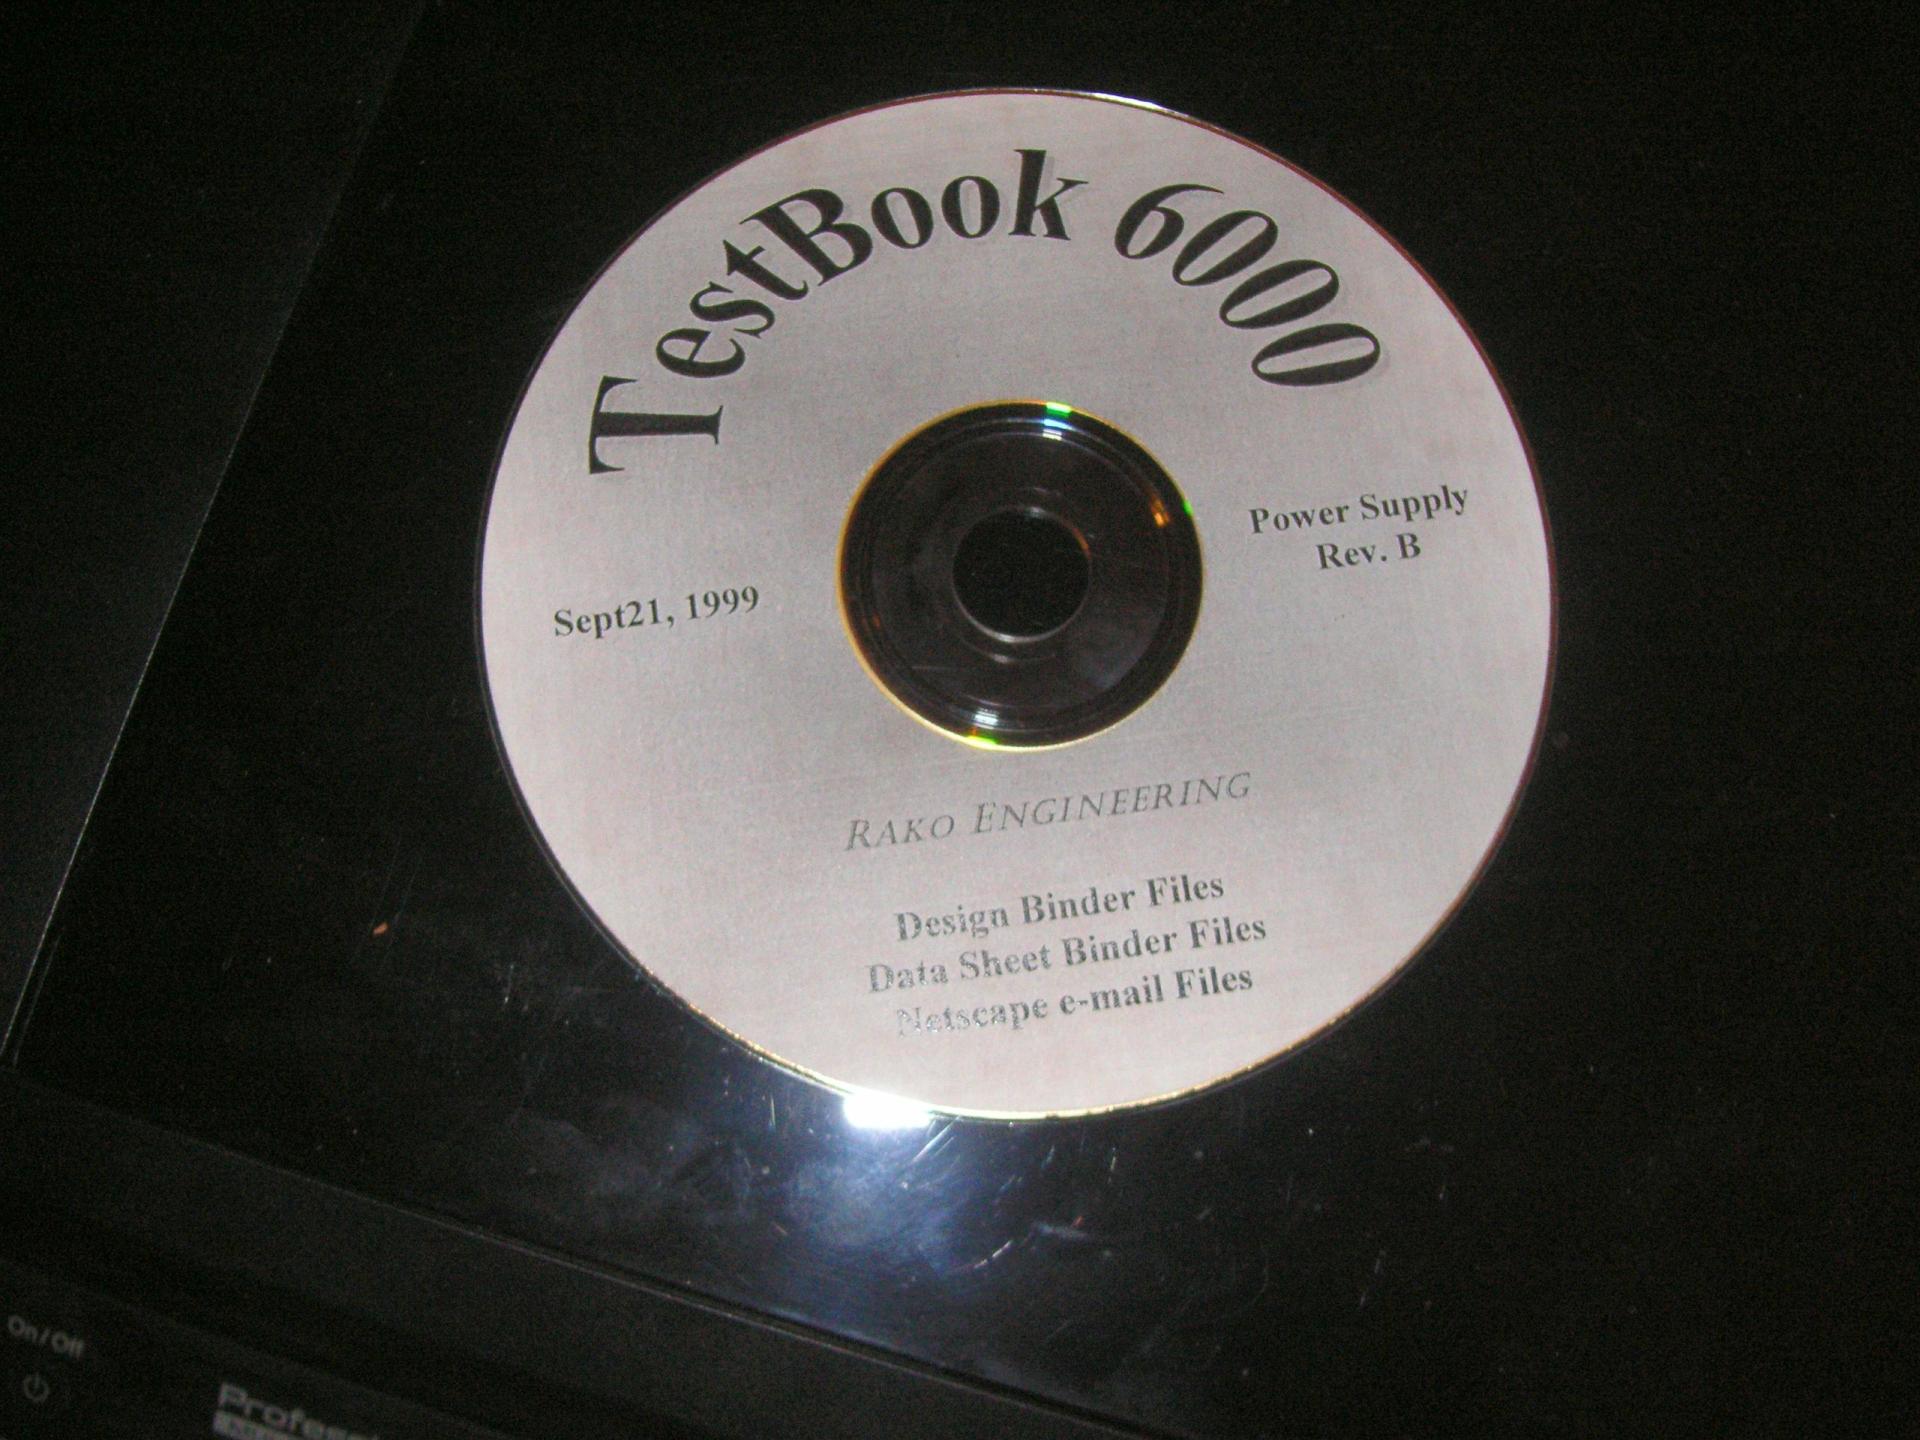 TestBook 6000
Power Supply
Rev. B
Sept21, 1999
RAKO ENGINEERING
Design Binder Files
Data Sheet Binder Files
Netscape e-mail Files
On/Off